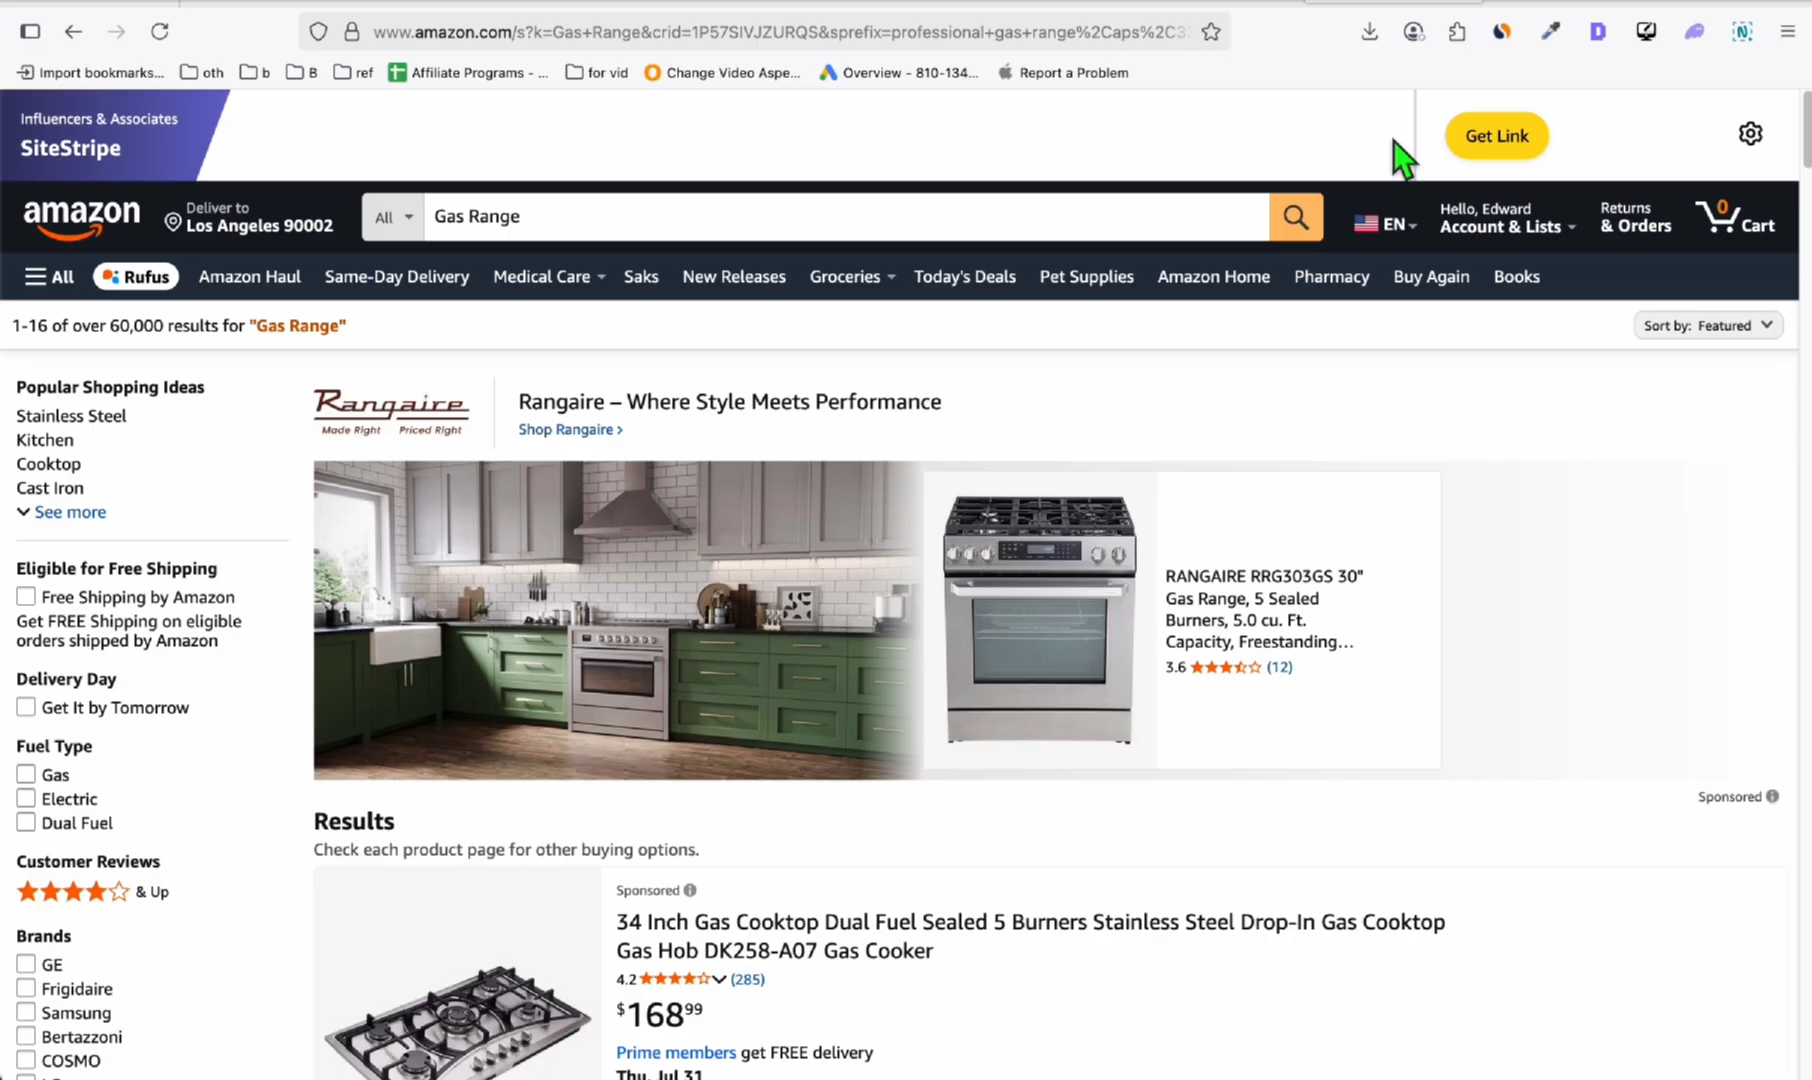 www.amazon.com/s?k=Gas+Range&crid=1P57SIVJZURQS&sprefix=professional+gas+range%2Caps%2C3
Import bookmarks...
oth
b
B
ref
Affiliate Programs - ...
for vid
Change Video Aspe...
Overview - 810-134...
Report a Problem
Influencers & Associates
SiteStripe
Get Link
amazon
Deliver to
Los Angeles 90002
All
Gas Range
EN
Hello, Edward
Account & Lists
Returns
& Orders
0
Cart
All
Rufus
Amazon Haul
Same-Day Delivery
Medical Care
Saks
New Releases
Groceries
Today's Deals
Pet Supplies
Amazon Home
Pharmacy
Buy Again
Books
1-16 of over 60,000 results for "Gas Range"
Sort by: Featured
Popular Shopping Ideas
Stainless Steel
Kitchen
Cooktop
Cast Iron
See more
Eligible for Free Shipping
Free Shipping by Amazon
Get FREE Shipping on eligible
orders shipped by Amazon
Delivery Day
Get It by Tomorrow
Fuel Type
Gas
Electric
Dual Fuel
Customer Reviews
& Up
Brands
GE
Frigidaire
Samsung
Bertazzoni
COSMO
Rangaire
Made Right Priced Right
Rangaire – Where Style Meets Performance
Shop Rangaire >
RANGAIRE RRG303GS 30"
Gas Range, 5 Sealed
Burners, 5.0 cu. Ft.
Capacity, Freestanding...
3.6 (12)
Sponsored
Results
Check each product page for other buying options.
Sponsored
34 Inch Gas Cooktop Dual Fuel Sealed 5 Burners Stainless Steel Drop-In Gas Cooktop
Gas Hob DK258-A07 Gas Cooker
4.2 (285)
$168.99
Prime members get FREE delivery
Thu, Jul 31